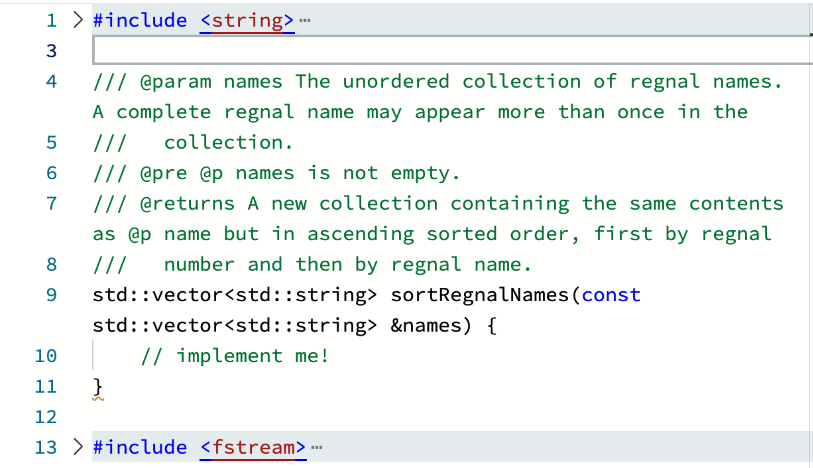 1 > #include <string> ⋯
3
4 /// @param names The unordered collection of regnal names.
A complete regnal name may appear more than once in the
5 ///   collection.
6 /// @pre @p names is not empty.
7 /// @returns A new collection containing the same contents
as @p name but in ascending sorted order, first by regnal
8 ///   number and then by regnal name.
9 std::vector<std::string> sortRegnalNames(const
std::vector<std::string> &names) {
10     // implement me!
11 }
12
13 > #include <fstream> ⋯